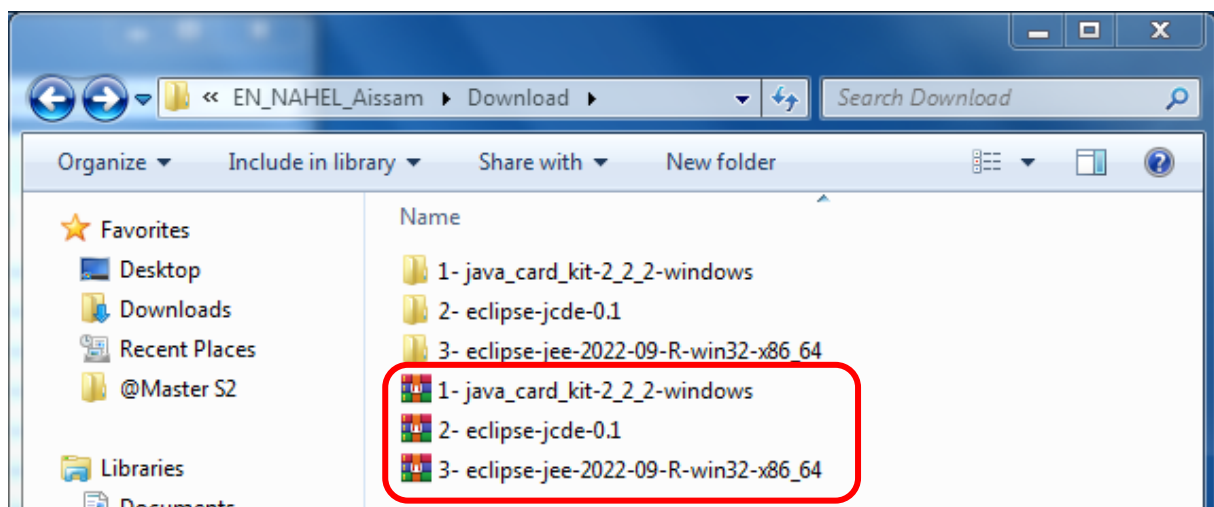 « EN_NAHEL_Aissam ▸ Download ▸ Search Download
Organize Include in library Share with New folder
Name
Favorites
Desktop
Downloads
Recent Places
@Master S2
Libraries
1- java_card_kit-2_2_2-windows
2- eclipse-jcde-0.1
3- eclipse-jee-2022-09-R-win32-x86_64
1- java_card_kit-2_2_2-windows
2- eclipse-jcde-0.1
3- eclipse-jee-2022-09-R-win32-x86_64